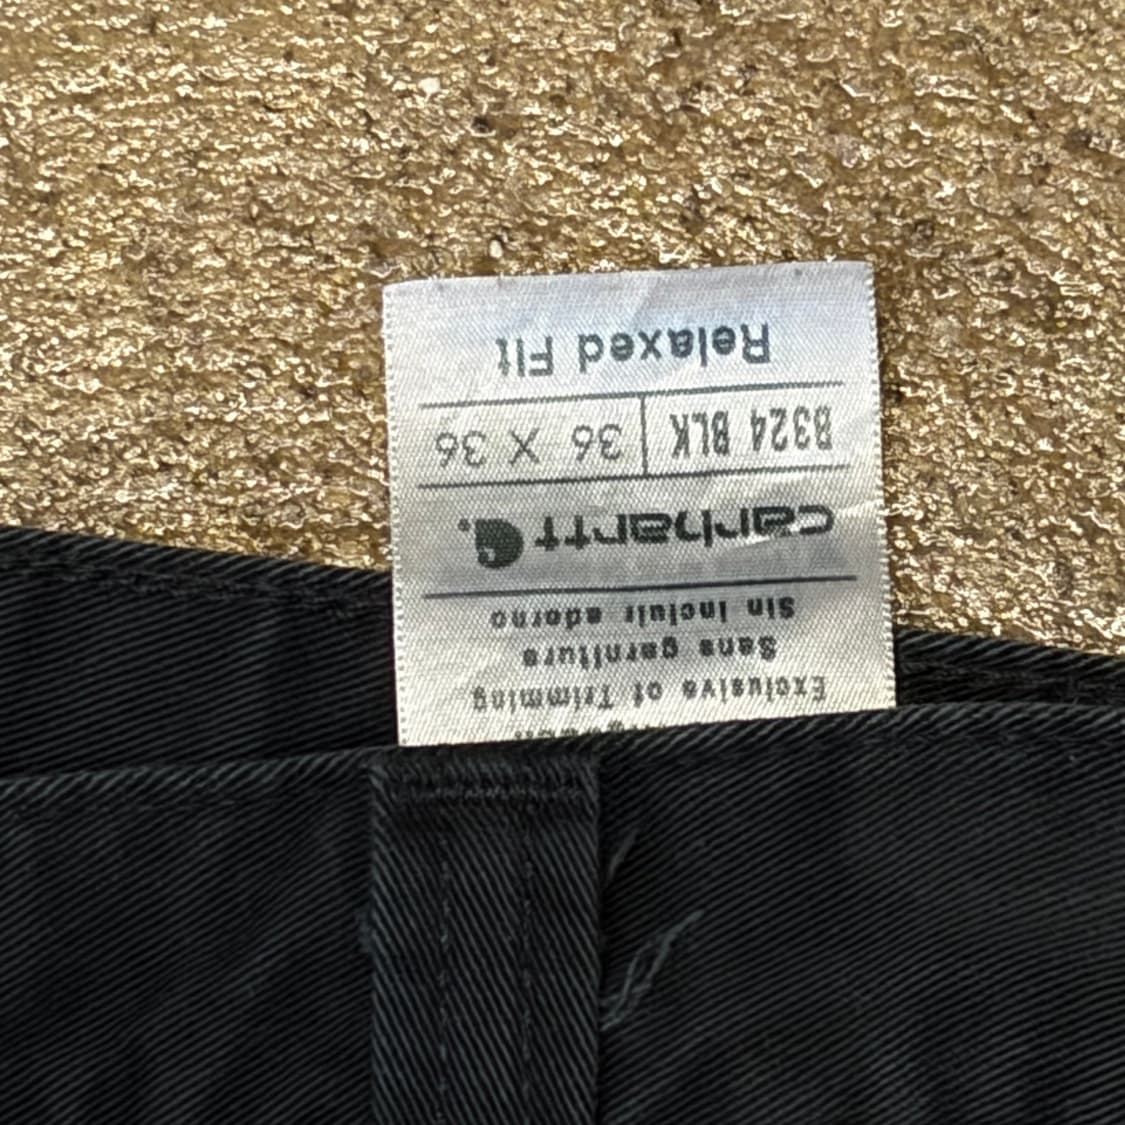 Exclusive of Trimming
Sans garniture
Sin incluir adorno
carhartt
B324 BLK 36 X 36
Relaxed Fit